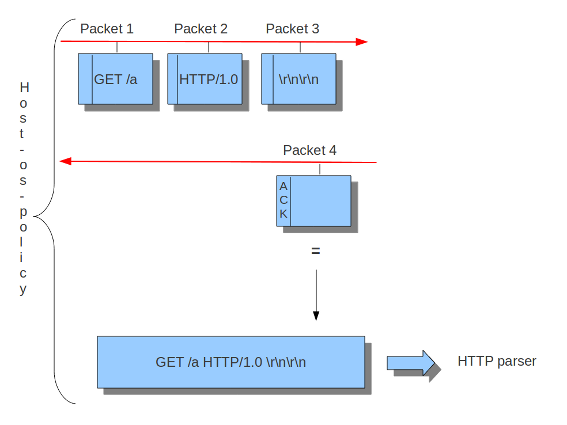 Packet 1
Packet 2
Packet 3
GET /a
HTTP/1.0
\r\n\r\n
Host-os-policy
Packet 4
ACK
=
GET /a HTTP/1.0 \r\n\r\n
HTTP parser